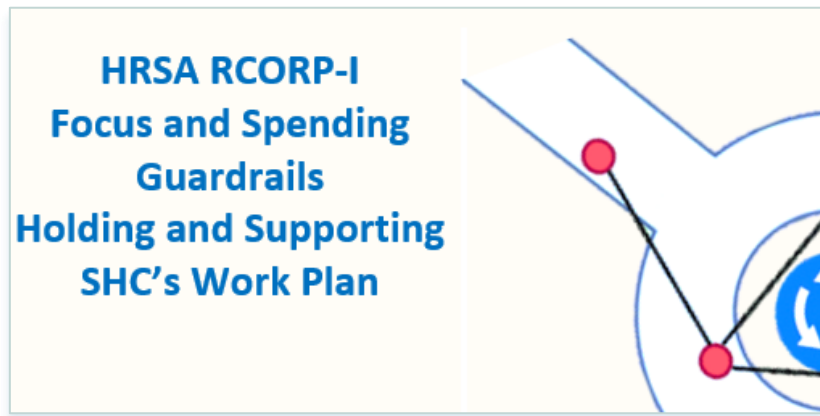 HRSA RCORP-I
Focus and Spending
Guardrails
Holding and Supporting
SHC’s Work Plan